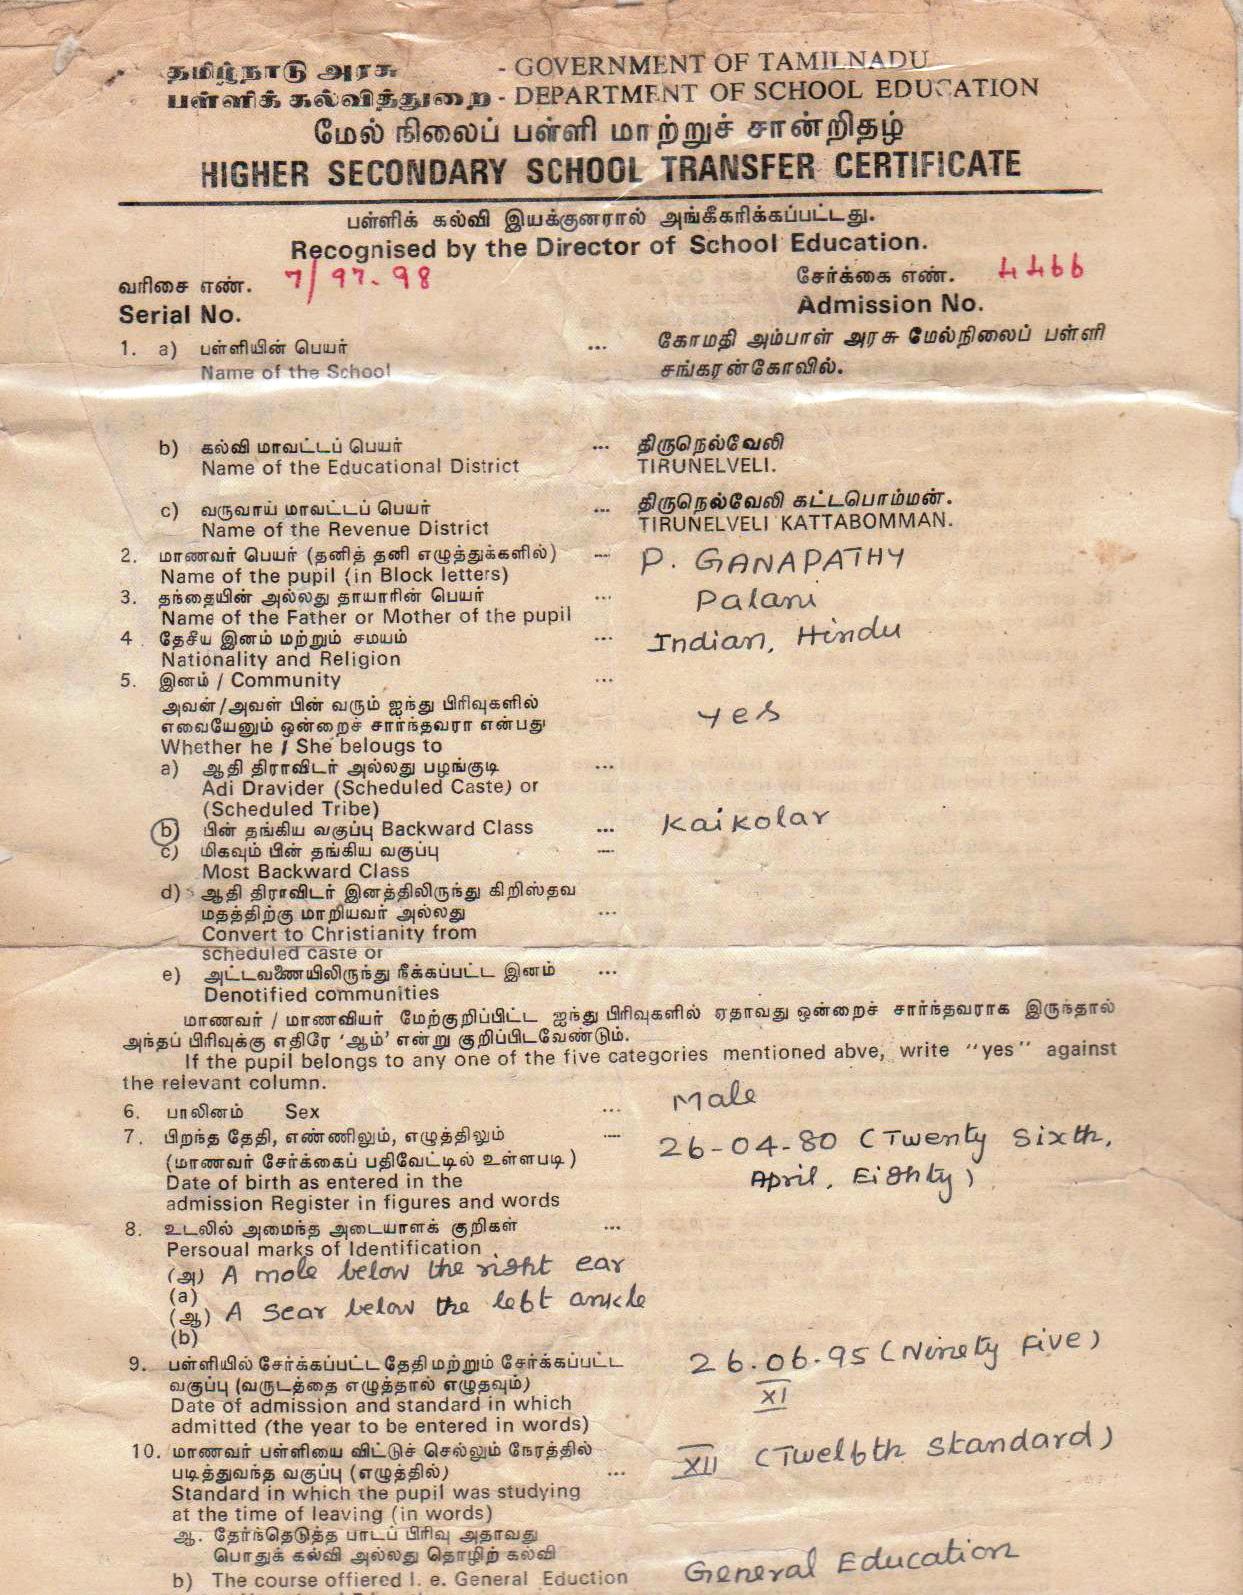 தமிழ்நாடு அரசு - GOVERNMENT OF TAMILNADU
பள்ளிக் கல்வித்துறை - DEPARTMENT OF SCHOOL EDUCATION
மேல் நிலைப் பள்ளி மாற்றுச் சான்றிதழ்
HIGHER SECONDARY SCHOOL TRANSFER CERTIFICATE
பள்ளிக் கல்வி இயக்குனரால் அங்கீகரிக்கப்பட்டது.
Recognised by the Director of School Education.
வரிசை எண். 7/97-98 சேர்க்கை எண். 4466
Serial No. Admission No.
1. a) பள்ளியின் பெயர் ... கோமதி அம்பாள் அரசு மேல்நிலைப் பள்ளி
Name of the School சங்கரன்கோவில்.
b) கல்வி மாவட்டப் பெயர் ... திருநெல்வேலி
Name of the Educational District TIRUNELVELI.
c) வருவாய் மாவட்டப் பெயர் ... திருநெல்வேலி கட்டபொம்மன்.
Name of the Revenue District TIRUNELVELI KATTABOMMAN.
2. மாணவர் பெயர் (தனித் தனி எழுத்துக்களில்) ... P. GANAPATHY
Name of the pupil (in Block letters)
3. தந்தையின் அல்லது தாயாரின் பெயர் ... Palani
Name of the Father or Mother of the pupil
4. தேசீய இனம் மற்றும் சமயம் ... Indian, Hindu
Nationality and Religion
5. இனம் / Community ...
அவன்/அவள் பின் வரும் ஐந்து பிரிவுகளில்
எவையேனும் ஒன்றைச் சார்ந்தவரா என்பது yes
Whether he / She belougs to
a) ஆதி திராவிடர் அல்லது பழங்குடி ...
Adi Dravider (Scheduled Caste) or
(Scheduled Tribe)
b) பின் தங்கிய வகுப்பு Backward Class ... Kaikolar
c) மிகவும் பின் தங்கிய வகுப்பு ...
Most Backward Class
d) ஆதி திராவிடர் இனத்திலிருந்து கிறிஸ்தவ
மதத்திற்கு மாறியவர் அல்லது ...
Convert to Christianity from
scheduled caste or
e) அட்டவணையிலிருந்து நீக்கப்பட்ட இனம் ...
Denotified communities
மாணவர் / மாணவியர் மேற்குறிப்பிட்ட ஐந்து பிரிவுகளில் ஏதாவது ஒன்றைச் சார்ந்தவராக இருந்தால்
அந்தப் பிரிவுக்கு எதிரே ‘ஆம்’ என்று குறிப்பிடவேண்டும்.
If the pupil belongs to any one of the five categories mentioned abve, write “yes” against
the relevant column.
6. பாலினம் Sex ... Male
7. பிறந்த தேதி, எண்ணிலும், எழுத்திலும் ... 26-04-80 (Twenty Sixth,
(மாணவர் சேர்க்கைப் பதிவேட்டில் உள்ளபடி) April, Eighty)
Date of birth as entered in the
admission Register in figures and words
8. உடலில் அமைந்த அடையாளக் குறிகள் ...
Persoual marks of Identification
(அ) A mole below the right ear
(a)
(ஆ) A scar below the left ankle
(b)
9. பள்ளியில் சேர்க்கப்பட்ட தேதி மற்றும் சேர்க்கப்பட்ட 26.06.95 (Ninety Five)
வகுப்பு (வருடத்தை எழுத்தால் எழுதவும்) XI
Date of admission and standard in which
admitted (the year to be entered in words)
10. மாணவர் பள்ளியை விட்டுச் செல்லும் நேரத்தில் XII (Twelfth Standard)
படித்துவந்த வகுப்பு (எழுத்தில்) ...
Standard in which the pupil was studying
at the time of leaving (in words)
ஆ. தேர்ந்தெடுத்த பாடப் பிரிவு அதாவது
பொதுக் கல்வி அல்லது தொழிற் கல்வி General Education
b) The course offiered I. e. General Eduction